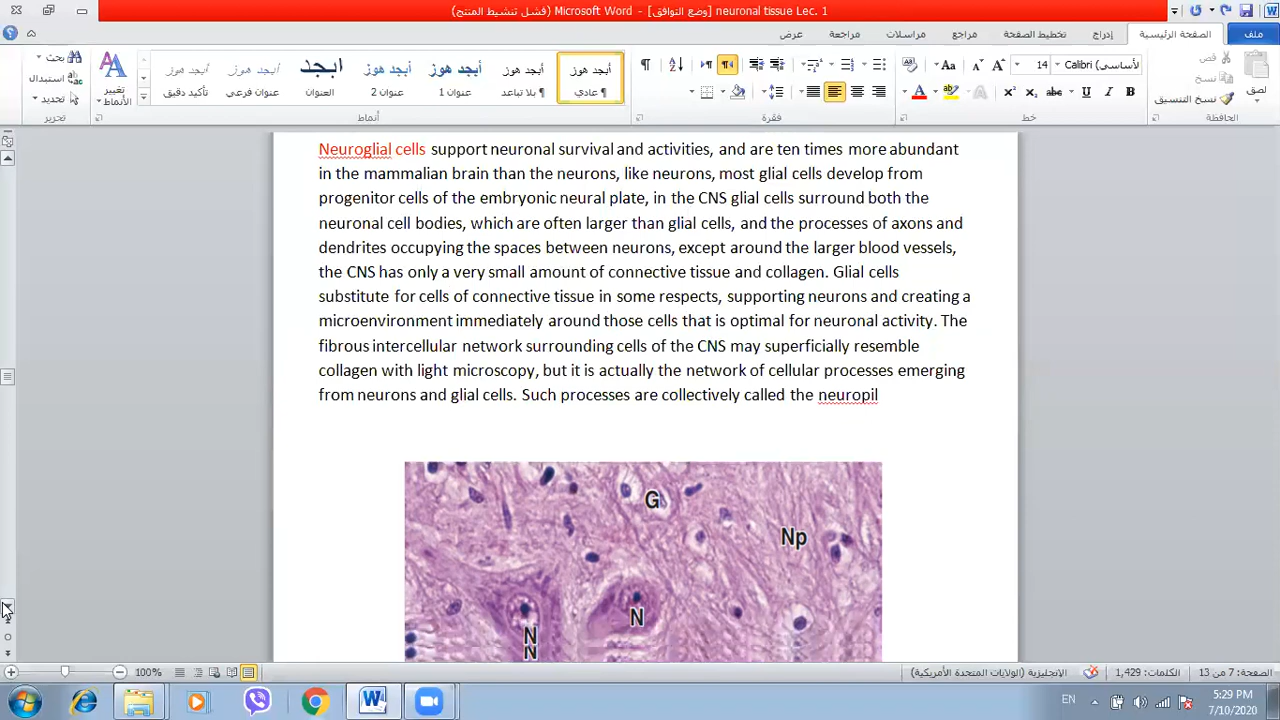 neuronal tissue Lec. 1 [وضع التوافق] - Microsoft Word (فشل تنشيط المنتج)
ملف الصفحة الرئيسية إدراج تخطيط الصفحة مراجع مراسلات مراجعة عرض
لصق
قص
نسخ
نسخ التنسيق
الحافظة
Calibri (الأساسي) 14
خط
فقرة
أبجد هوز
عادي
أبجد هوز
بلا تباعد
أبجد هوز
عنوان 1
أبجد هوز
عنوان 2
ابجد
العنوان
أبجد هوز
عنوان فرعي
أبجد هوز
تأكيد دقيق
أنماط
تغيير الأنماط
بحث
استبدال
تحديد
تحرير
Neuroglial cells support neuronal survival and activities, and are ten times more abundant
in the mammalian brain than the neurons, like neurons, most glial cells develop from
progenitor cells of the embryonic neural plate, in the CNS glial cells surround both the
neuronal cell bodies, which are often larger than glial cells, and the processes of axons and
dendrites occupying the spaces between neurons, except around the larger blood vessels,
the CNS has only a very small amount of connective tissue and collagen. Glial cells
substitute for cells of connective tissue in some respects, supporting neurons and creating a
microenvironment immediately around those cells that is optimal for neuronal activity. The
fibrous intercellular network surrounding cells of the CNS may superficially resemble
collagen with light microscopy, but it is actually the network of cellular processes emerging
from neurons and glial cells. Such processes are collectively called the neuropil
G
Np
N
N
N
الصفحة: 7 من 13 الكلمات: 1,429 الإنجليزية (الولايات المتحدة الأمريكية)
100%
EN
5:29 PM
7/10/2020